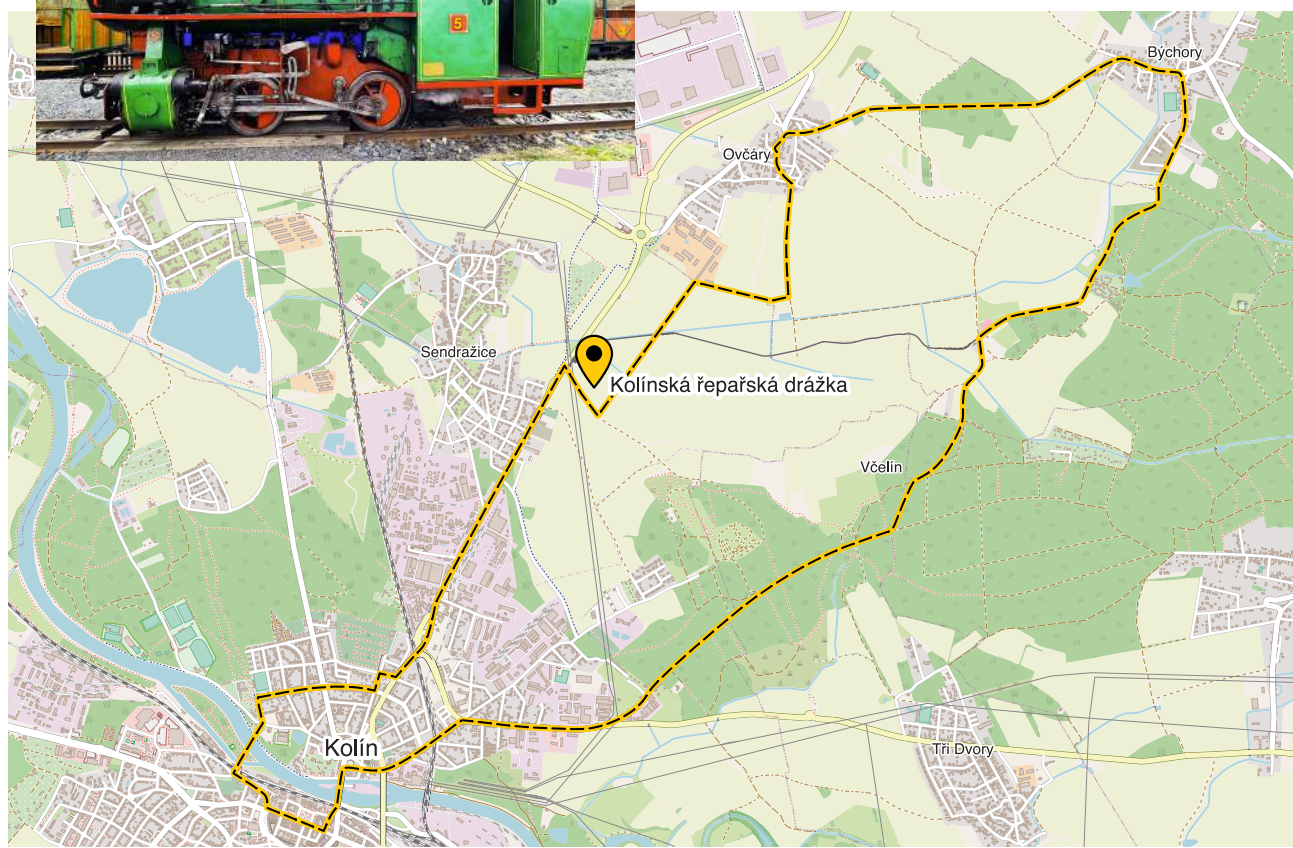 5
Býchory
Ovčáry
Sendražice
Kolínská řepařská drážka
Včelín
Kolín
Tři Dvory